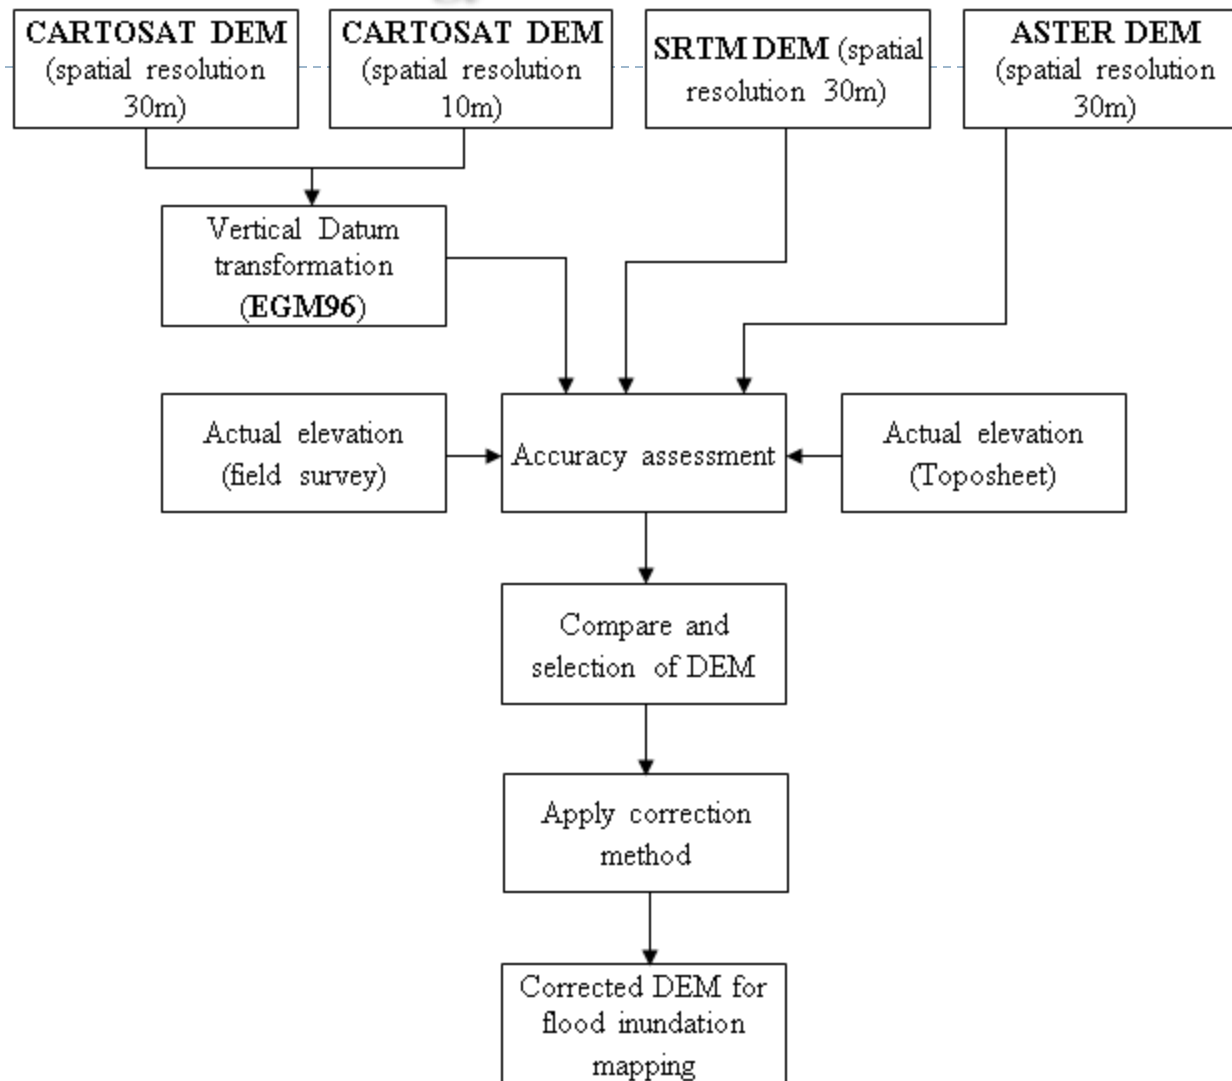 CARTOSAT DEM
(spatial resolution
30m)
CARTOSAT DEM
(spatial resolution
10m)
SRTM DEM (spatial
resolution 30m)
ASTER DEM
(spatial resolution
30m)
Vertical Datum
transformation
(EGM96)
Actual elevation
(field survey)
Accuracy assessment
Actual elevation
(Toposheet)
Compare and
selection of DEM
Apply correction
method
Corrected DEM for
flood inundation
mapping